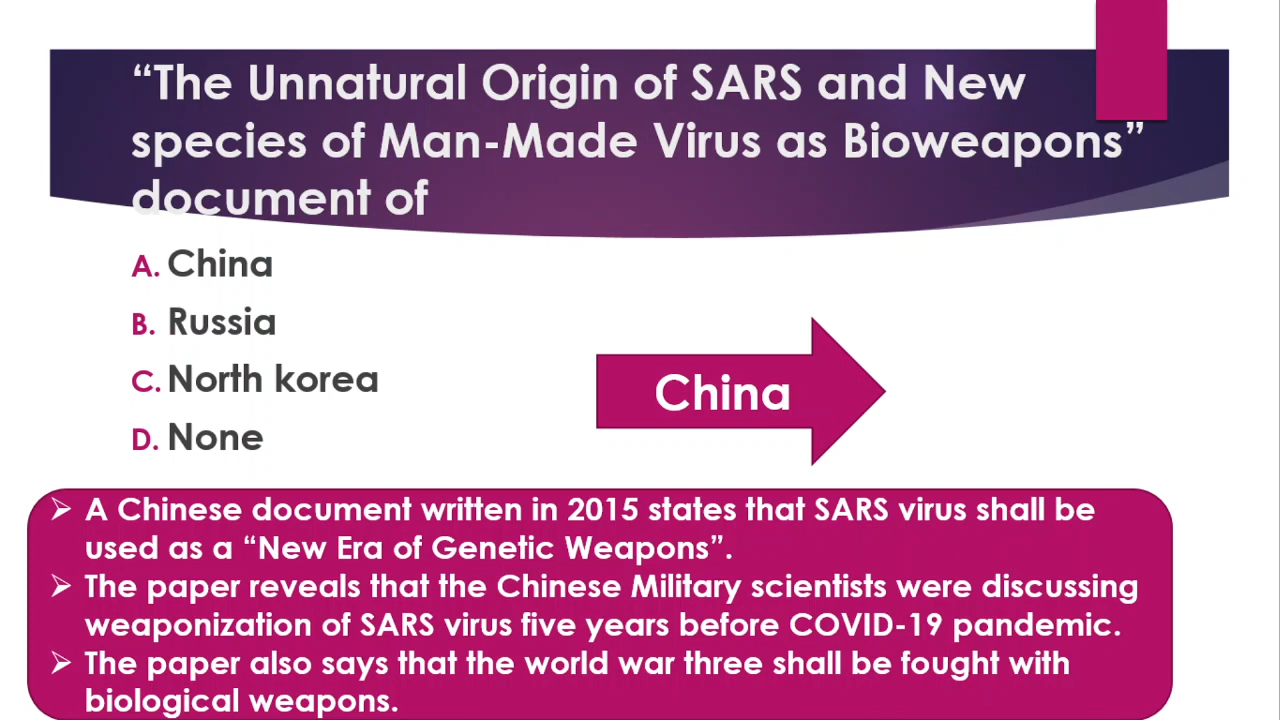 “The Unnatural Origin of SARS and New
species of Man-Made Virus as Bioweapons”
document of
A. China
B. Russia
C. North korea
D. None
China
➢ A Chinese document written in 2015 states that SARS virus shall be
used as a “New Era of Genetic Weapons”.
➢ The paper reveals that the Chinese Military scientists were discussing
weaponization of SARS virus five years before COVID-19 pandemic.
➢ The paper also says that the world war three shall be fought with
biological weapons.